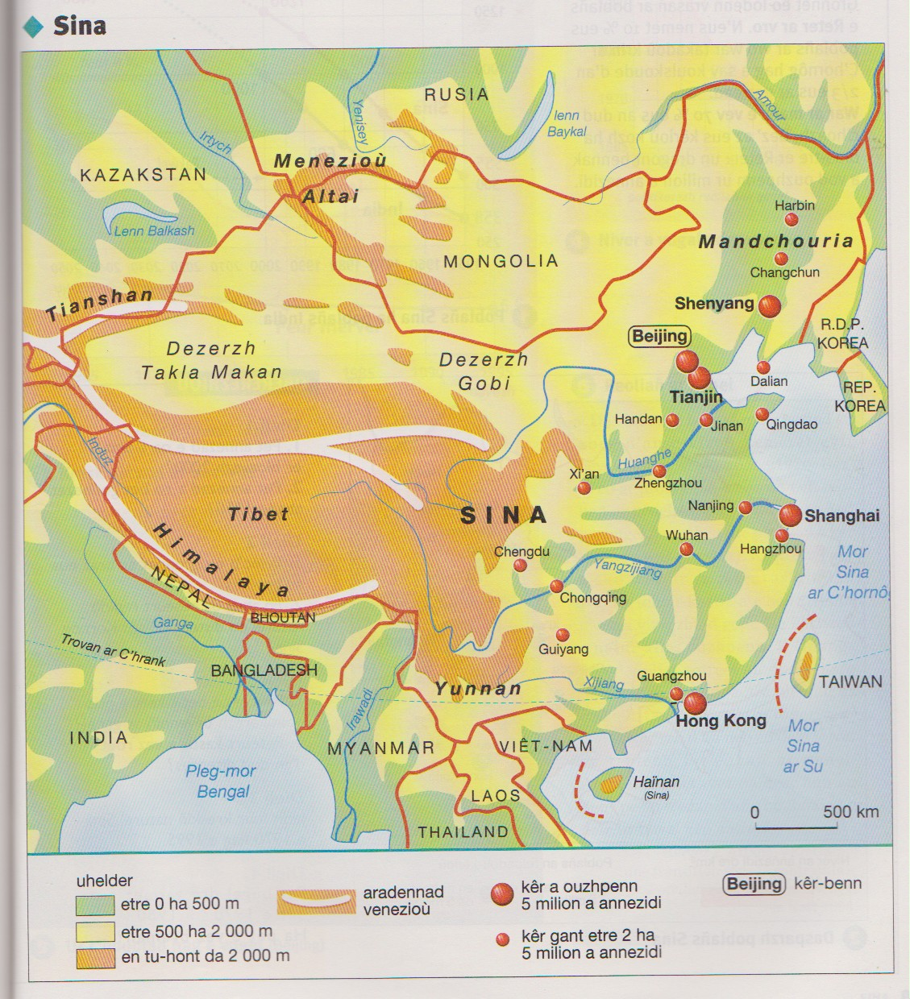 Sina
RUSIA
Yenisey
Irtych
lenn
Baykal
Amour
KAZAKSTAN
Menezioù
Altai
Lenn Balkash
Harbin
Mandchouria
MONGOLIA
Changchun
Tianshan
Shenyang
R.D.P.
KOREA
Beijing
Dezerzh
Takla Makan
Dezerzh
Gobi
Dalian
Tianjin
REP.
KOREA
Handan
Jinan
Qingdao
Induz
Huanghe
Xi'an
Zhengzhou
Tibet
SINA
Nanjing
Shanghai
Himalaya
Wuhan
Hangzhou
Chengdu
Yangzijiang
Mor
Sina
ar C'hornô
NEPAL
Chongqing
BHOUTAN
Ganga
Trovan ar C'hrank
Guiyang
BANGLADESH
Yunnan
Xijiang
Guangzhou
TAIWAN
Irawadi
Hong Kong
INDIA
MYANMAR
VIÊT-NAM
Mor
Sina
ar Su
Pleg-mor
Bengal
Haïnan
(Sina)
LAOS
0 500 km
THAILAND
uhelder
etre 0 ha 500 m
etre 500 ha 2 000 m
en tu-hont da 2 000 m
aradennad
venezioù
kêr a ouzhpenn
5 milion a annezidi
kêr gant etre 2 ha
5 milion a annezidi
Beijing kêr-benn